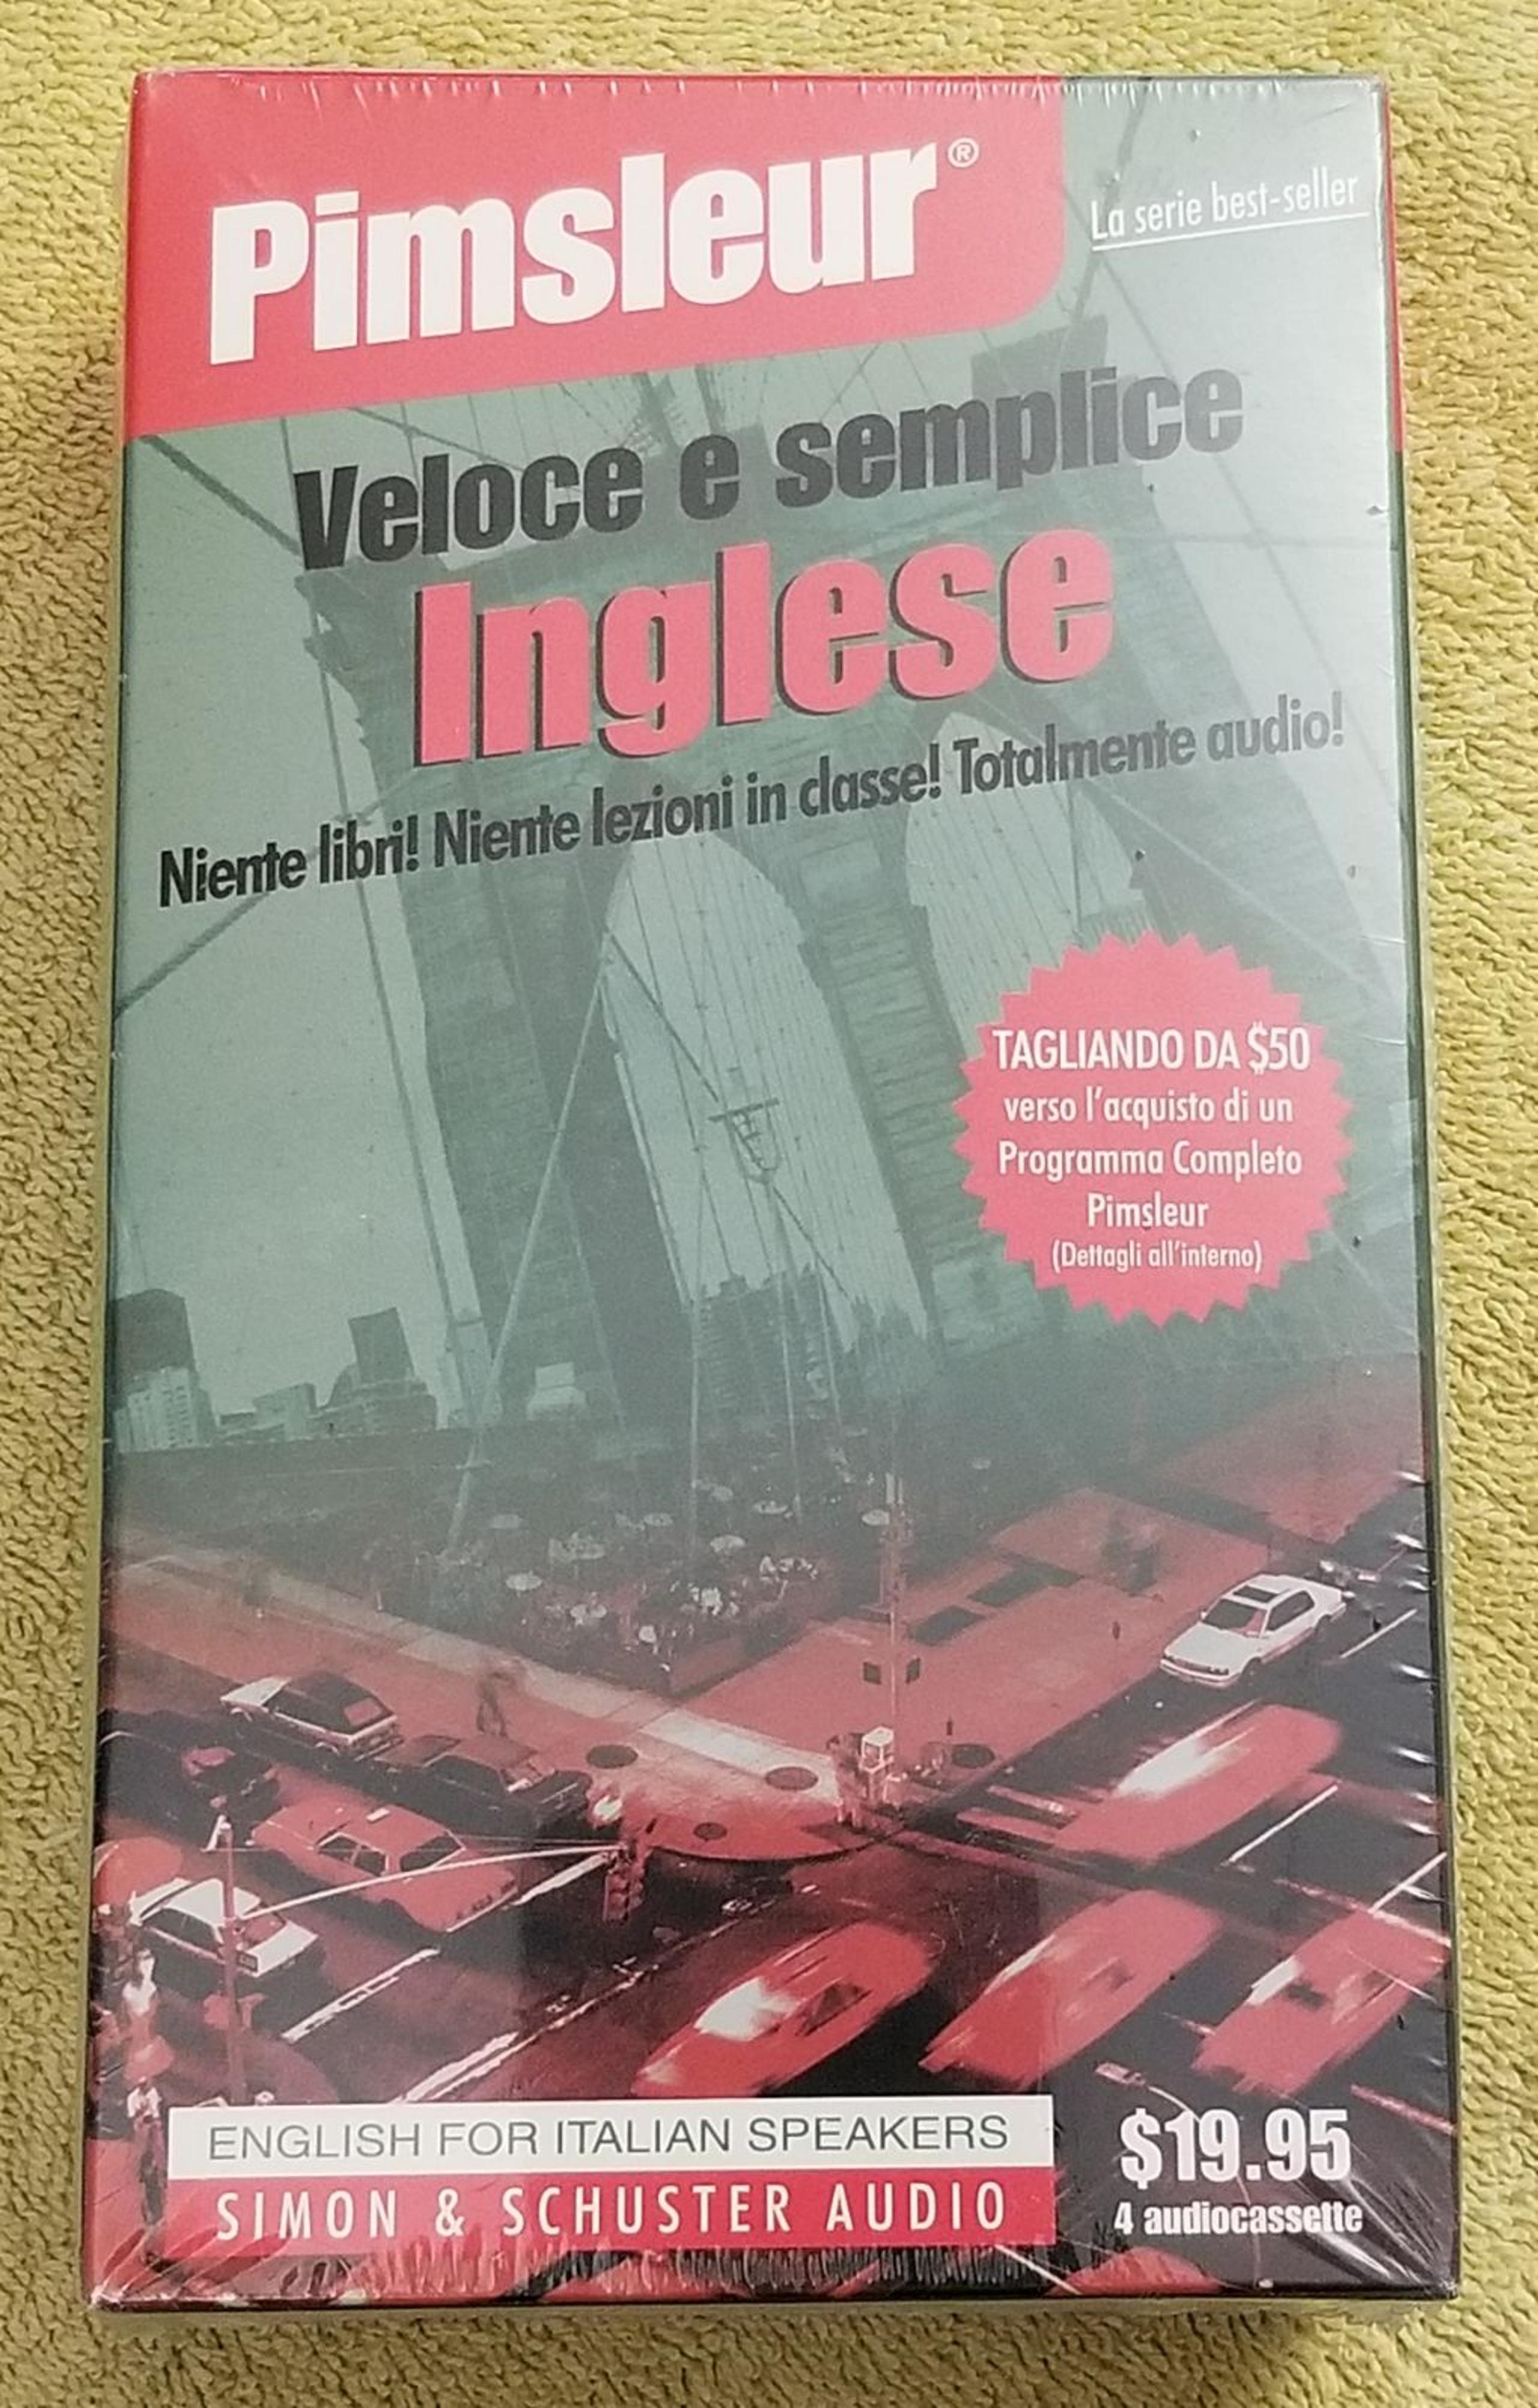 Pimsleur®
La serie best-seller
Veloce e semplice
Inglese
Niente libri! Niente lezioni in classe! Totalmente audio!
TAGLIANDO DA $50
verso l'acquisto di un
Programma Completo
Pimsleur
(Dettagli all'interno)
ENGLISH FOR ITALIAN SPEAKERS
SIMON & SCHUSTER AUDIO
$19.95
4 audiocassette